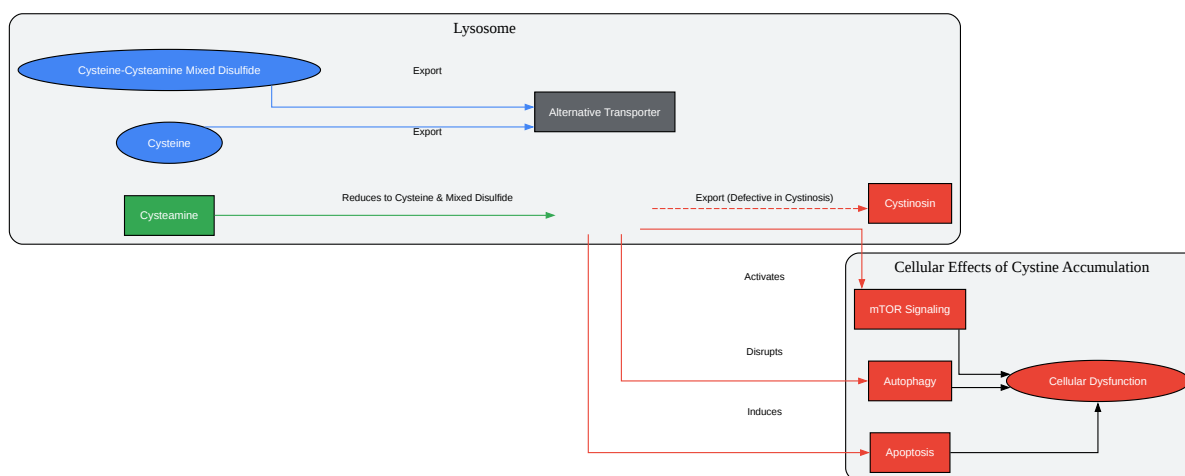 Lysosome
Cysteine-Cysteamine Mixed Disulfide
Export
Alternative Transporter
Export
Cysteine
Cysteamine
Reduces to Cysteine & Mixed Disulfide
Export (Defective in Cystinosis)
Cystinosin
Cellular Effects of Cystine Accumulation
Activates
mTOR Signaling
Disrupts
Autophagy
Cellular Dysfunction
Induces
Apoptosis